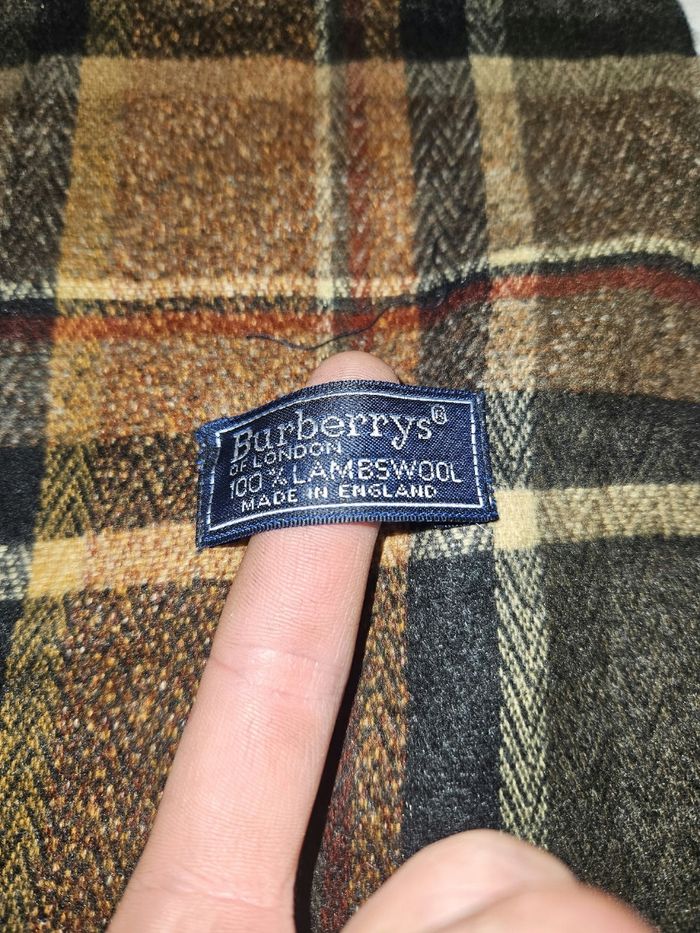 Burberrys®
OF LONDON
100% LAMBSWOOL
MADE IN ENGLAND